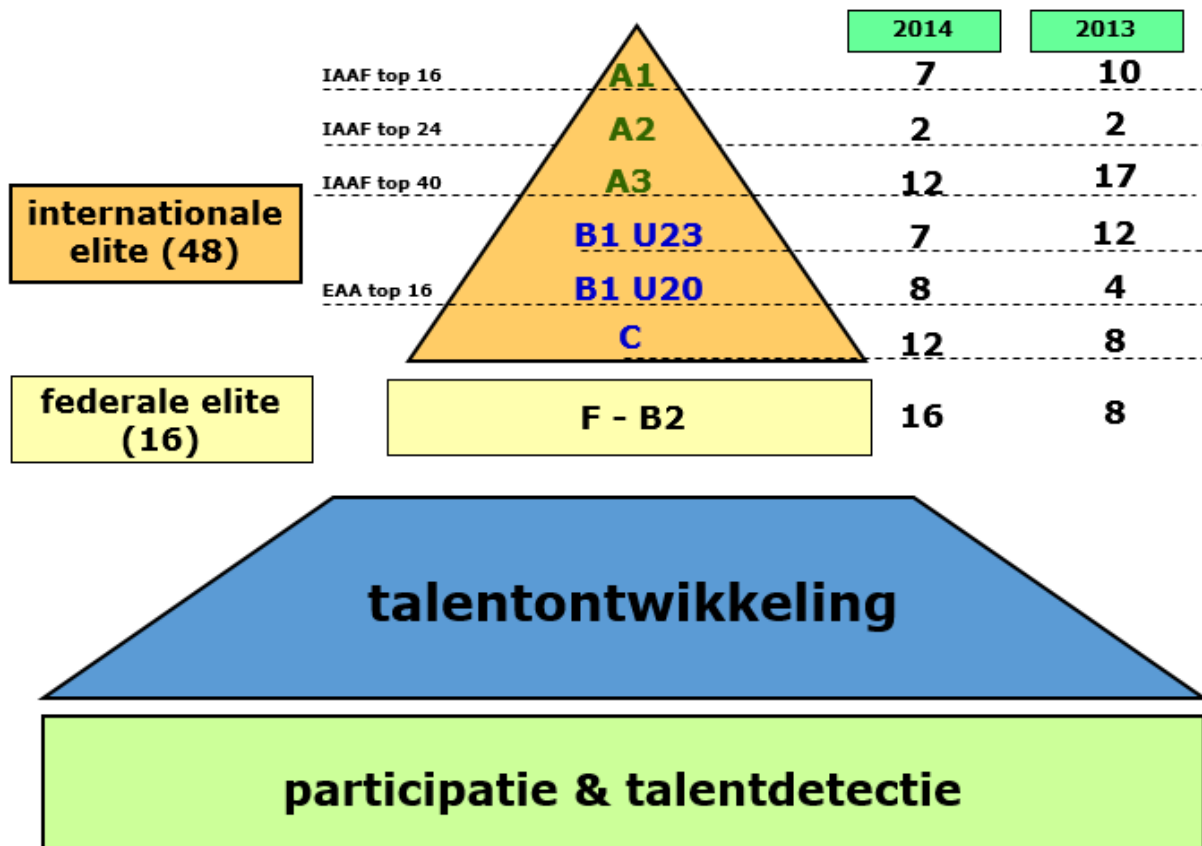 2014 2013
IAAF top 16 A1 7 10
IAAF top 24 A2 2 2
IAAF top 40 A3 12 17
internationale
elite (48)
B1 U23 7 12
EAA top 16 B1 U20 8 4
C 12 8
federale elite
(16)
F - B2 16 8
talentontwikkeling
participatie & talentdetectie